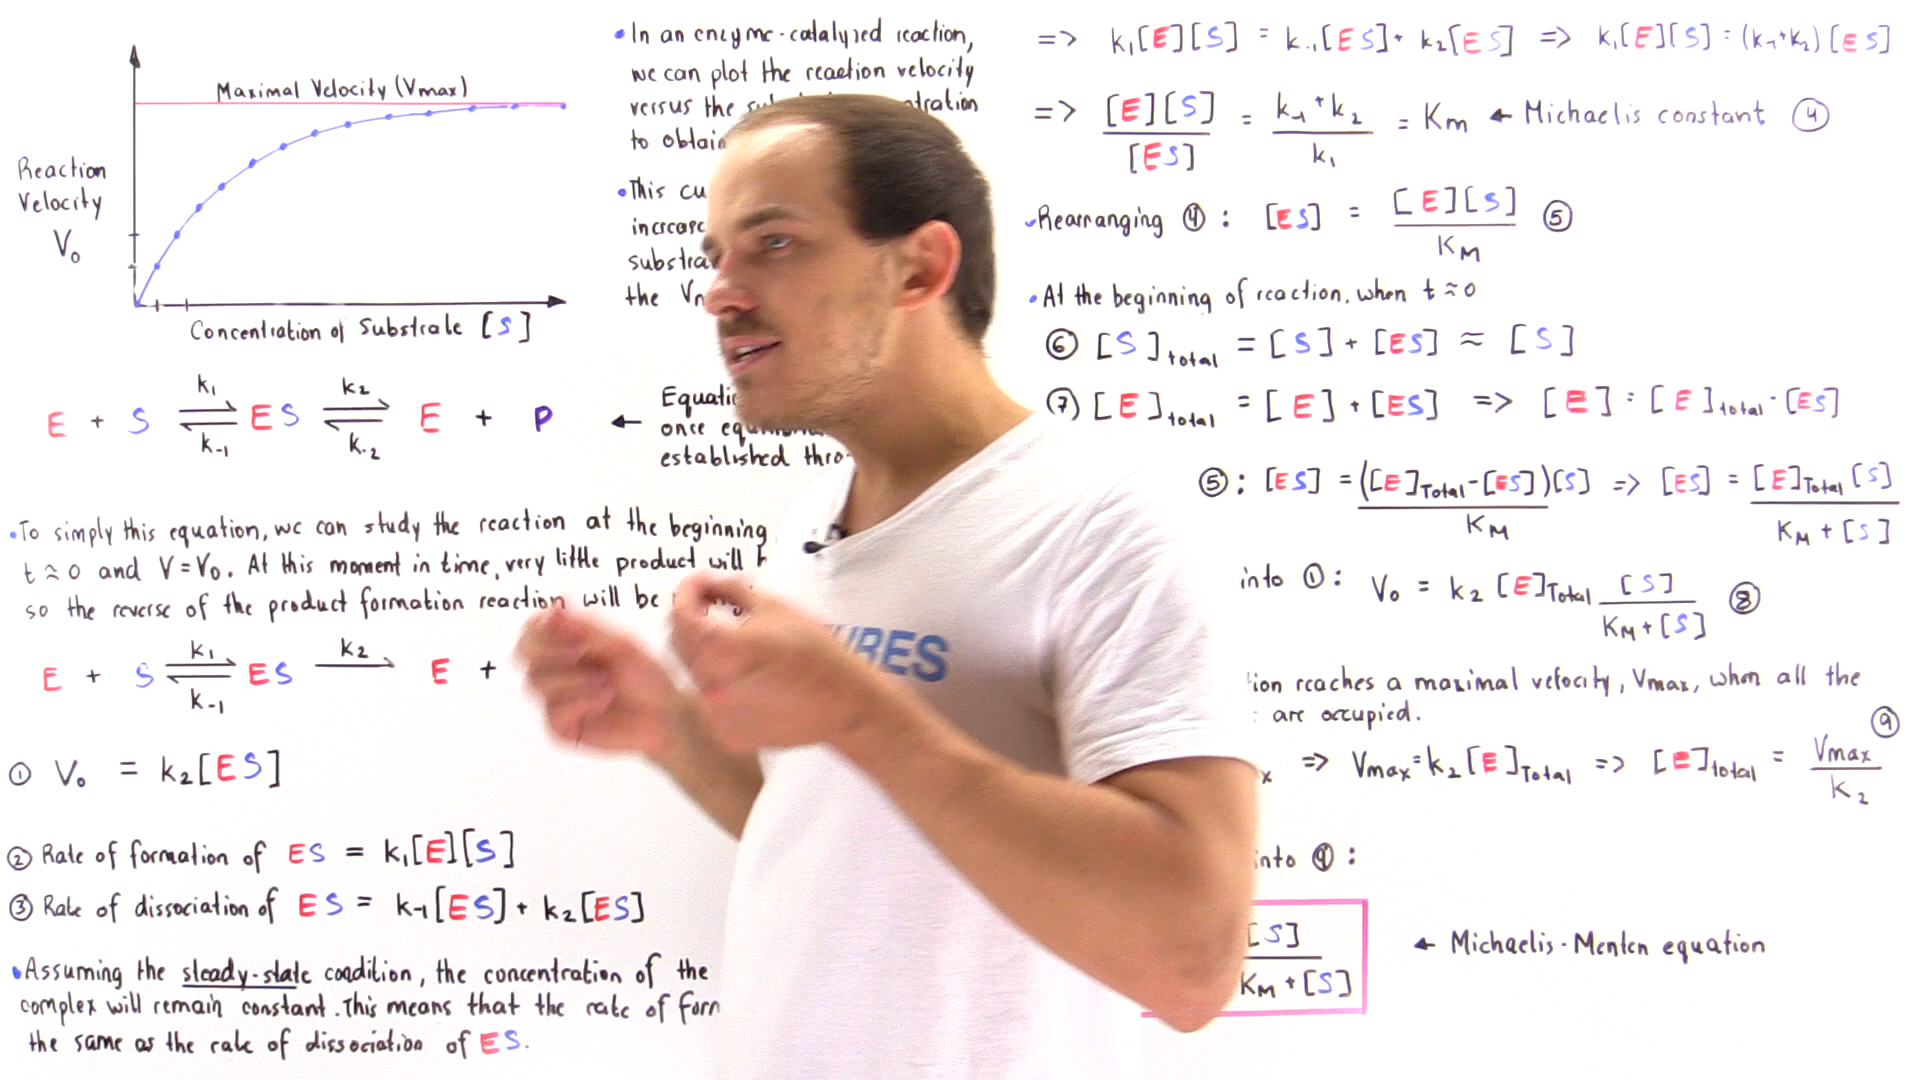 Maximal Velocity (Vmax)
Reaction
Velocity
V₀
Concentration of Substrate [S]
• In an enzyme-catalyzed reaction,
we can plot the reaction velocity
versus the
to obtain
• This
substra
the
E + S ⇌ ES ⇌ E + P
k₁ k₂
k₋₁ k₋₂
←
once
established
• To simply this equation, we can study the reaction at the beginning
t ≈ 0 and V = V₀. At this moment in time, very little product will
so the reverse of the product formation reaction will be
E + S ⇌ ES → E +
k₁ k₂
k₋₁
① V₀ = k₂[ES]
② Rate of formation of ES = k₁[E][S]
③ Rate of dissociation of ES = k₋₁[ES] + k₂[ES]
• Assuming the steady-state condition, the concentration of the
complex will remain constant. This means that the rate of form
the same as the rate of dissociation of ES.
=> k₁[E][S] = k₋₁[ES] + k₂[ES] => k₁[E][S] = (k₋₁+k₂)[ES]
=> [E][S]/[ES] = (k₋₁+k₂)/k₁ = Km ← Michaelis constant ④
• Rearranging ④ : [ES] = [E][S]/KM ⑤
• At the beginning of reaction, when t ≈ 0
⑥ [S]total = [S] + [ES] ≈ [S]
⑦ [E]total = [E] + [ES] => [E] = [E]total - [ES]
⑤ : [ES] = ([E]Total - [ES])[S]/KM => [ES] = [E]Total [S]/(KM + [S])
into ① : V₀ = k₂ [E]Total [S]/(KM + [S]) ⑧
reaches a maximal velocity, Vmax, when all the
are occupied.
x => Vmax = k₂ [E]Total => [E]total = Vmax/k₂ ⑨
into
[S]/(KM + [S]) ← Michaelis-Menten equation
URES